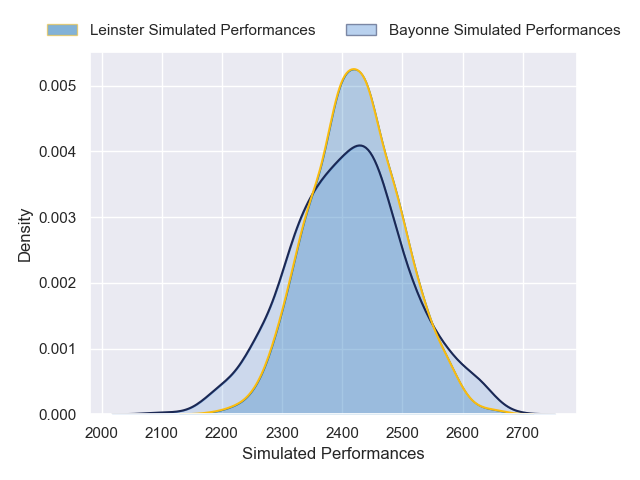 Leinster Simulated Performances Bayonne Simulated Performances
0.005
0.004
0.003
0.002
0.001
0.000
Density
2000 2100 2200 2300 2400 2500 2600 2700
Simulated Performances